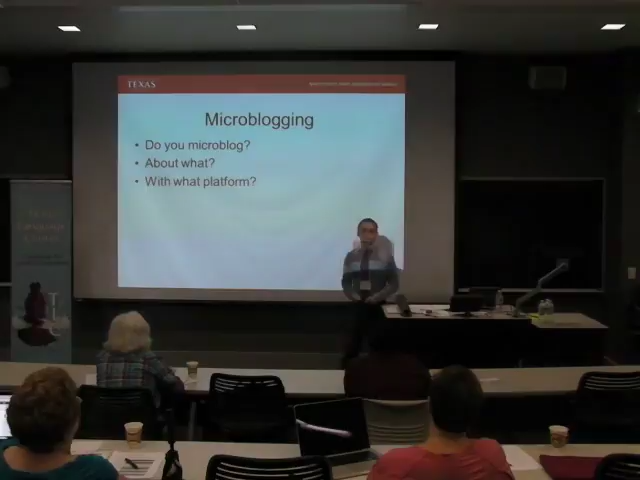 TEXAS
Microblogging
• Do you microblog?
• About what?
• With what platform?